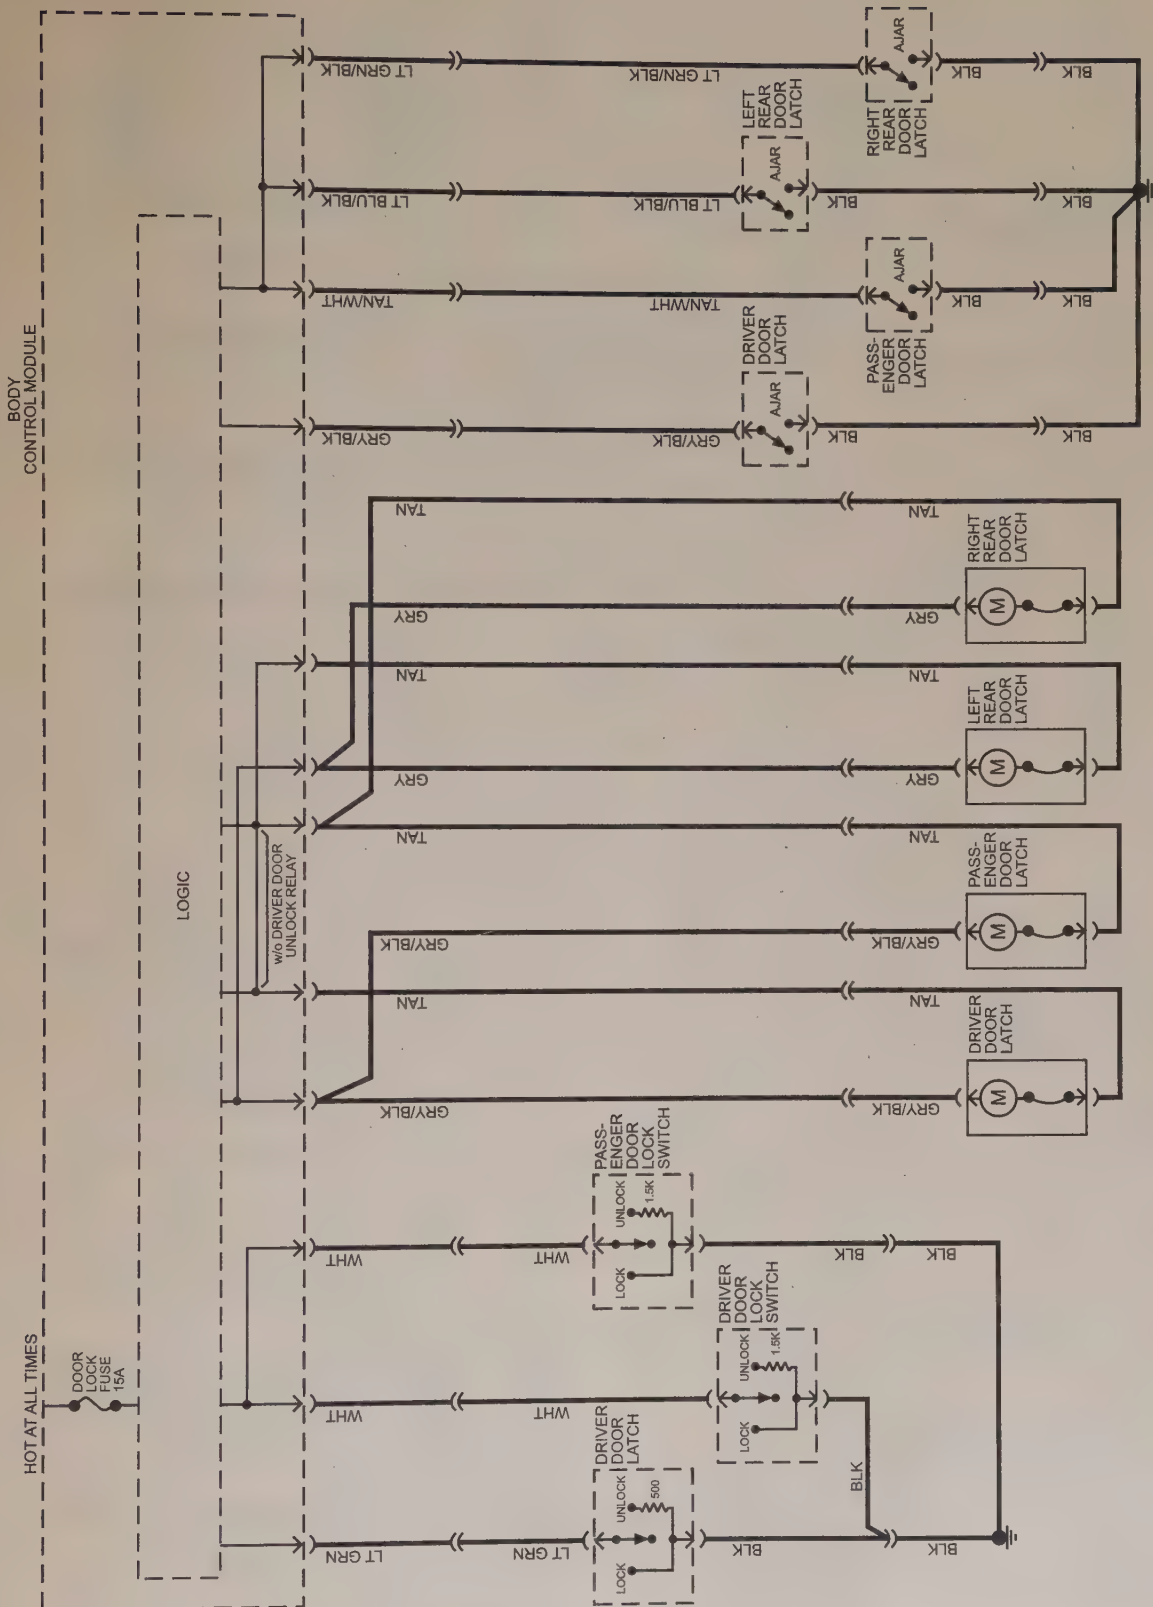 BODY
CONTROL MODULE
HOT AT ALL TIMES
DOOR
LOCK
FUSE
15A
LOGIC
w/o DRIVER DOOR
UNLOCK RELAY
LT GRN/BLK
LT GRN/BLK
AJAR
BLK
BLK
RIGHT
REAR
DOOR
LATCH
LT BLU/BLK
LT BLU/BLK
LEFT
REAR
DOOR
LATCH
AJAR
BLK
BLK
TAN/WHT
TAN/WHT
AJAR
BLK
BLK
PASS-
ENGER
DOOR
LATCH
GRY/BLK
GRY/BLK
DRIVER
DOOR
LATCH
AJAR
BLK
BLK
TAN
TAN
GRY
GRY
RIGHT
REAR
DOOR
LATCH
M
TAN
TAN
GRY
GRY
LEFT
REAR
DOOR
LATCH
M
TAN
TAN
GRY/BLK
GRY/BLK
PASS-
ENGER
DOOR
LATCH
M
TAN
TAN
GRY/BLK
GRY/BLK
DRIVER
DOOR
LATCH
M
WHT
WHT
PASS-
ENGER
DOOR
LOCK
SWITCH
UNLOCK
1.5K
LOCK
BLK
BLK
WHT
WHT
DRIVER
DOOR
LOCK
SWITCH
UNLOCK
1.5K
LOCK
BLK
LT GRN
LT GRN
DRIVER
DOOR
LATCH
UNLOCK
500
LOCK
BLK
BLK